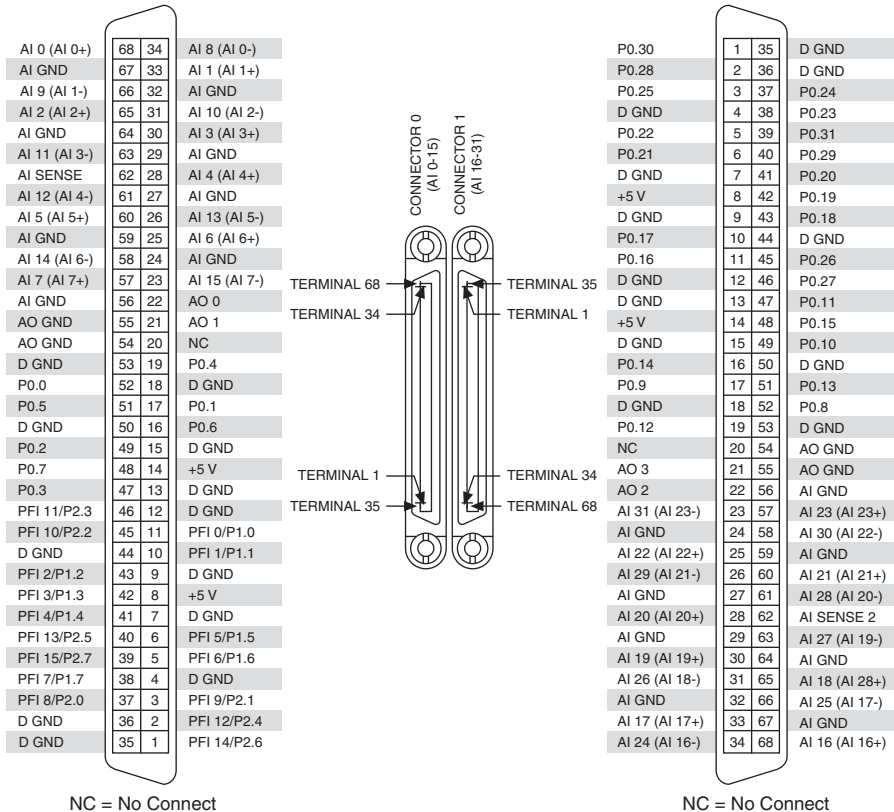 AI 0 (AI 0+) 68 34 AI 8 (AI 0-)
AI GND 67 33 AI 1 (AI 1+)
AI 9 (AI 1-) 66 32 AI GND
AI 2 (AI 2+) 65 31 AI 10 (AI 2-)
AI GND 64 30 AI 3 (AI 3+)
AI 11 (AI 3-) 63 29 AI GND
AI SENSE 62 28 AI 4 (AI 4+)
AI 12 (AI 4-) 61 27 AI GND
AI 5 (AI 5+) 60 26 AI 13 (AI 5-)
AI GND 59 25 AI 6 (AI 6+)
AI 14 (AI 6-) 58 24 AI GND
AI 7 (AI 7+) 57 23 AI 15 (AI 7-)
AI GND 56 22 AO 0
AO GND 55 21 AO 1
AO GND 54 20 NC
D GND 53 19 P0.4
P0.0 52 18 D GND
P0.5 51 17 P0.1
D GND 50 16 P0.6
P0.2 49 15 D GND
P0.7 48 14 +5 V
P0.3 47 13 D GND
PFI 11/P2.3 46 12 D GND
PFI 10/P2.2 45 11 PFI 0/P1.0
D GND 44 10 PFI 1/P1.1
PFI 2/P1.2 43 9 D GND
PFI 3/P1.3 42 8 +5 V
PFI 4/P1.4 41 7 D GND
PFI 13/P2.5 40 6 PFI 5/P1.5
PFI 15/P2.7 39 5 PFI 6/P1.6
PFI 7/P1.7 38 4 D GND
PFI 8/P2.0 37 3 PFI 9/P2.1
D GND 36 2 PFI 12/P2.4
D GND 35 1 PFI 14/P2.6
NC = No Connect
CONNECTOR 0
(AI 0-15)
CONNECTOR 1
(AI 16-31)
TERMINAL 68
TERMINAL 34
TERMINAL 35
TERMINAL 1
TERMINAL 1
TERMINAL 35
TERMINAL 34
TERMINAL 68
P0.30 1 35 D GND
P0.28 2 36 D GND
P0.25 3 37 P0.24
D GND 4 38 P0.23
P0.22 5 39 P0.31
P0.21 6 40 P0.29
D GND 7 41 P0.20
+5 V 8 42 P0.19
D GND 9 43 P0.18
P0.17 10 44 D GND
P0.16 11 45 P0.26
D GND 12 46 P0.27
D GND 13 47 P0.11
+5 V 14 48 P0.15
D GND 15 49 P0.10
P0.14 16 50 D GND
P0.9 17 51 P0.13
D GND 18 52 P0.8
P0.12 19 53 D GND
NC 20 54 AO GND
AO 3 21 55 AO GND
AO 2 22 56 AI GND
AI 31 (AI 23-) 23 57 AI 23 (AI 23+)
AI GND 24 58 AI 30 (AI 22-)
AI 22 (AI 22+) 25 59 AI GND
AI 29 (AI 21-) 26 60 AI 21 (AI 21+)
AI GND 27 61 AI 28 (AI 20-)
AI 20 (AI 20+) 28 62 AI SENSE 2
AI GND 29 63 AI 27 (AI 19-)
AI 19 (AI 19+) 30 64 AI GND
AI 26 (AI 18-) 31 65 AI 18 (AI 28+)
AI GND 32 66 AI 25 (AI 17-)
AI 17 (AI 17+) 33 67 AI GND
AI 24 (AI 16-) 34 68 AI 16 (AI 16+)
NC = No Connect